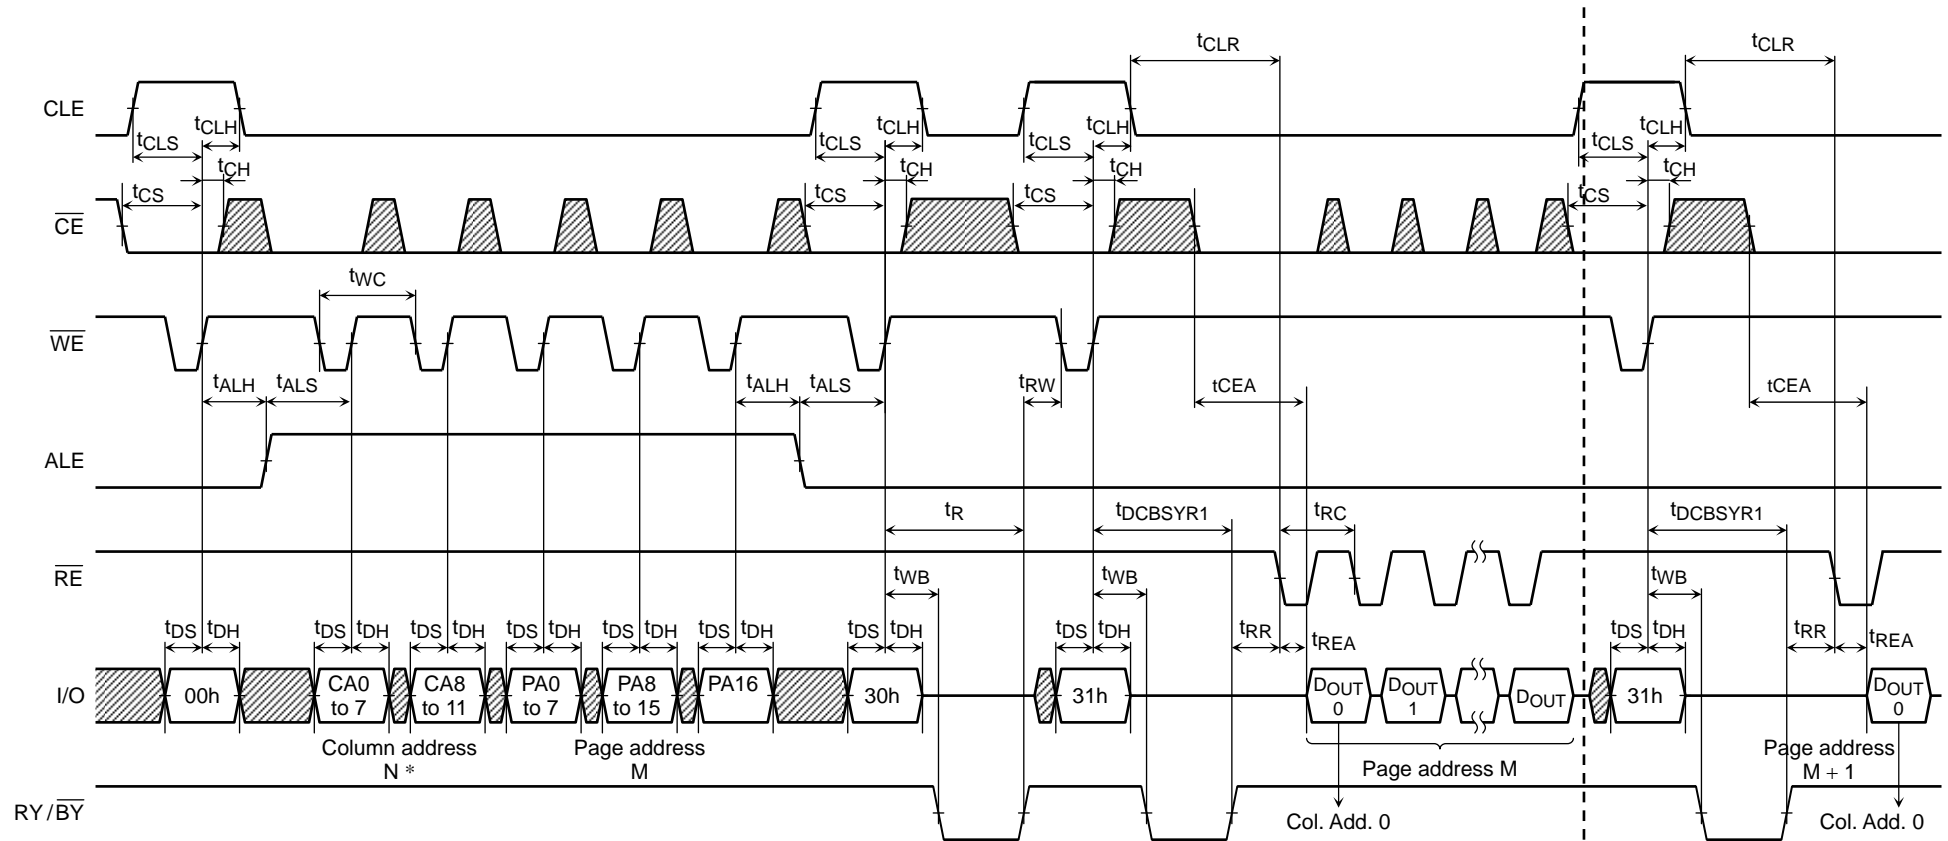 tCLR tCLR
CLE
tCLS tCLH tCLS tCLH tCLS tCLH tCLS tCLH
tCH tCH tCH tCH
tCS tCS tCS tCS
CE
tWC
WE
tALH tALS tALH tALS tRW tCEA tCEA
ALE
tR tDCBSYR1 tRC tDCBSYR1
RE
tWB tWB tWB
tDS tDH tDS tDH tDS tDH tDS tDH tDS tDH tDS tDH tDS tDH tDS tDH tRR tREA tDS tDH tRR tREA
I/O
00h
CA0
to 7
CA8
to 11
PA0
to 7
PA8
to 15
PA16
30h
31h
DOUT
0
DOUT
1
DOUT
31h
DOUT
0
Column address
N *
Page address
M
Page address M
Page address
M + 1
RY/BY
Col. Add. 0
Col. Add. 0